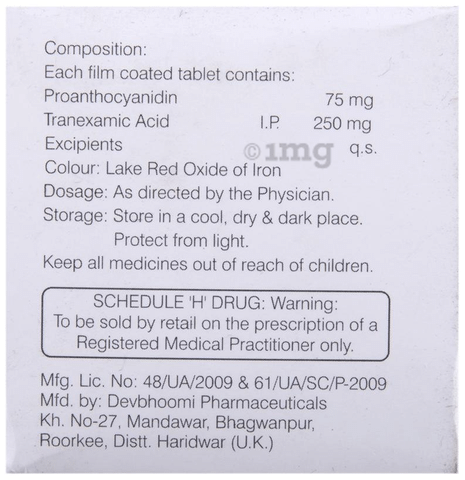 Composition:
Each film coated tablet contains:
Proanthocyanidin 75 mg
Tranexamic Acid I.P. 250 mg
Excipients q.s.
©1mg
Colour: Lake Red Oxide of Iron
Dosage: As directed by the Physician.
Storage: Store in a cool, dry & dark place.
Protect from light.
Keep all medicines out of reach of children.
SCHEDULE 'H' DRUG: Warning:
To be sold by retail on the prescription of a
Registered Medical Practitioner only.
Mfg. Lic. No: 48/UA/2009 & 61/UA/SC/P-2009
Mfd. by: Devbhoomi Pharmaceuticals
Kh. No-27, Mandawar, Bhagwanpur,
Roorkee, Distt. Haridwar (U.K.)